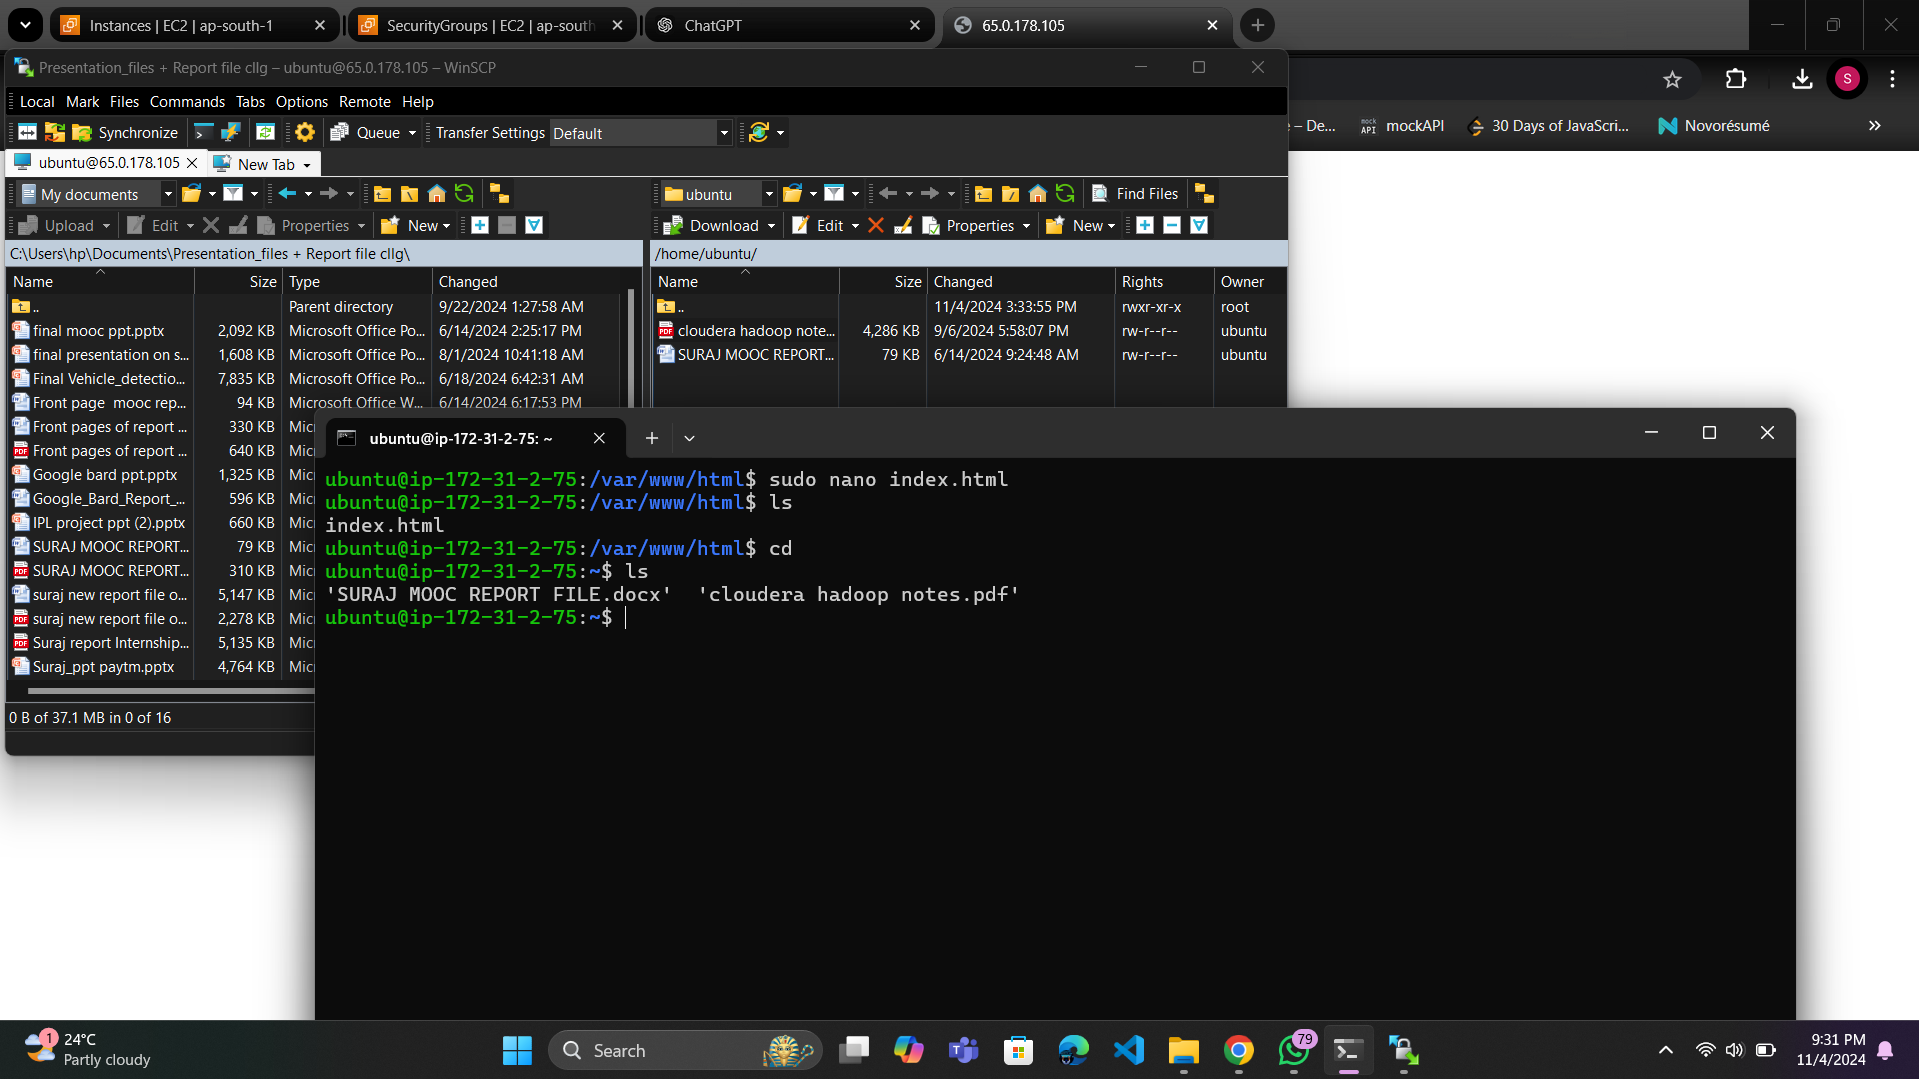 Instances | EC2 | ap-south-1
SecurityGroups | EC2 | ap-south
ChatGPT
65.0.178.105
Presentation_files + Report file cllg – ubuntu@65.0.178.105 – WinSCP
S
Local Mark Files Commands Tabs Options Remote Help
– De...
mock API mockAPI
30 Days of JavaScri...
Novorésumé
»
Synchronize
Queue
Transfer Settings Default
ubuntu@65.0.178.105
New Tab
My documents
ubuntu
Find Files
Upload
Edit
Properties
New
Download
Edit
Properties
New
C:\Users\hp\Documents\Presentation_files + Report file cllg\
/home/ubuntu/
Name Size Type Changed
.. Parent directory 9/22/2024 1:27:58 AM
final mooc ppt.pptx 2,092 KB Microsoft Office Po... 6/14/2024 2:25:17 PM
final presentation on s... 1,608 KB Microsoft Office Po... 8/1/2024 10:41:18 AM
Final Vehicle_detectio... 7,835 KB Microsoft Office Po... 6/18/2024 6:42:31 AM
Front page mooc rep... 94 KB Microsoft Office W... 6/14/2024 6:17:53 PM
Front pages of report ... 330 KB Mic
Front pages of report ... 640 KB Mic
Google bard ppt.pptx 1,325 KB Mic
Google_Bard_Report_... 596 KB Mic
IPL project ppt (2).pptx 660 KB Mic
SURAJ MOOC REPORT... 79 KB Mic
SURAJ MOOC REPORT... 310 KB Mic
suraj new report file o... 5,147 KB Mic
suraj new report file o... 2,278 KB Mic
Suraj report Internship... 5,135 KB Mic
Suraj_ppt paytm.pptx 4,764 KB Mic
0 B of 37.1 MB in 0 of 16
Name Size Changed Rights Owner
.. 11/4/2024 3:33:55 PM rwxr-xr-x root
cloudera hadoop note... 4,286 KB 9/6/2024 5:58:07 PM rw-r--r-- ubuntu
SURAJ MOOC REPORT... 79 KB 6/14/2024 9:24:48 AM rw-r--r-- ubuntu
ubuntu@ip-172-31-2-75: ~
ubuntu@ip-172-31-2-75:/var/www/html$ sudo nano index.html
ubuntu@ip-172-31-2-75:/var/www/html$ ls
index.html
ubuntu@ip-172-31-2-75:/var/www/html$ cd
ubuntu@ip-172-31-2-75:~$ ls
'SURAJ MOOC REPORT FILE.docx' 'cloudera hadoop notes.pdf'
ubuntu@ip-172-31-2-75:~$
1
24°C
Partly cloudy
Search
79
9:31 PM
11/4/2024